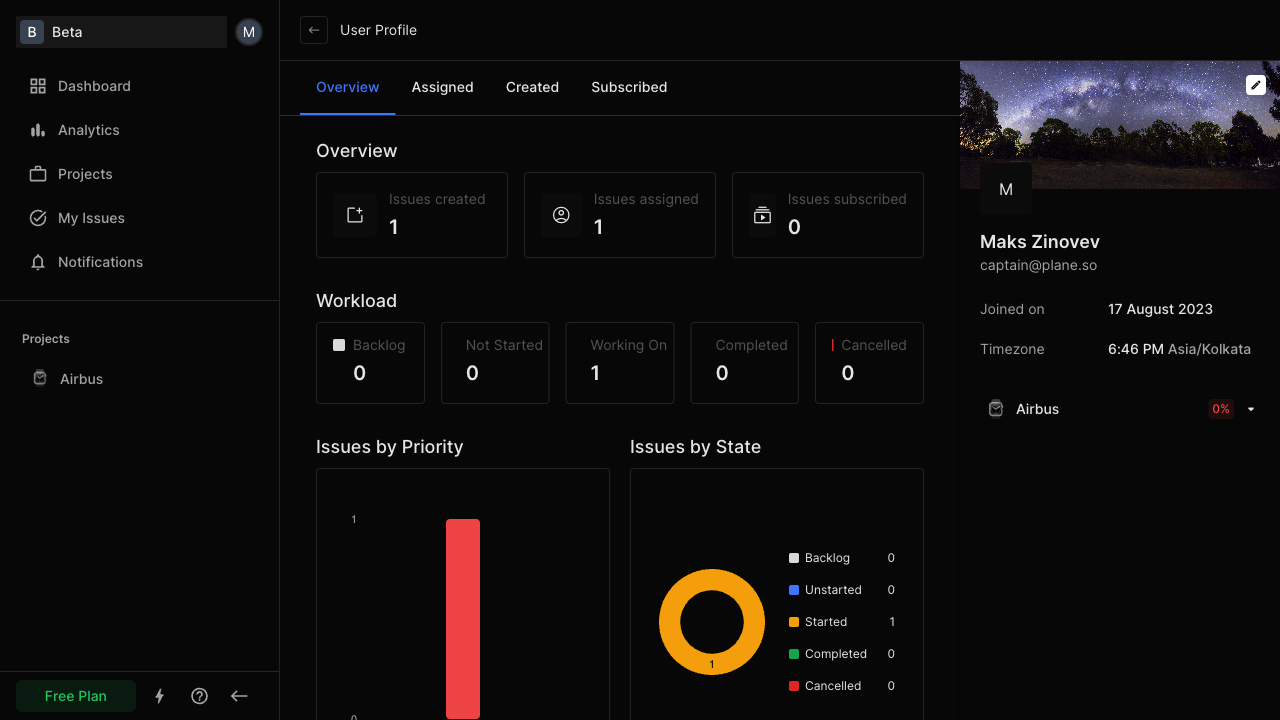 B Beta M
Dashboard
Analytics
Projects
My Issues
Notifications
Projects
Airbus
Free Plan
User Profile
Overview Assigned Created Subscribed
Overview
Issues created
1
Issues assigned
1
Issues subscribed
0
Workload
Backlog
0
Not Started
0
Working On
1
Completed
0
Cancelled
0
Issues by Priority
1
0
Issues by State
1
Backlog 0
Unstarted 0
Started 1
Completed 0
Cancelled 0
M
Maks Zinovev
captain@plane.so
Joined on 17 August 2023
Timezone 6:46 PM Asia/Kolkata
Airbus 0%